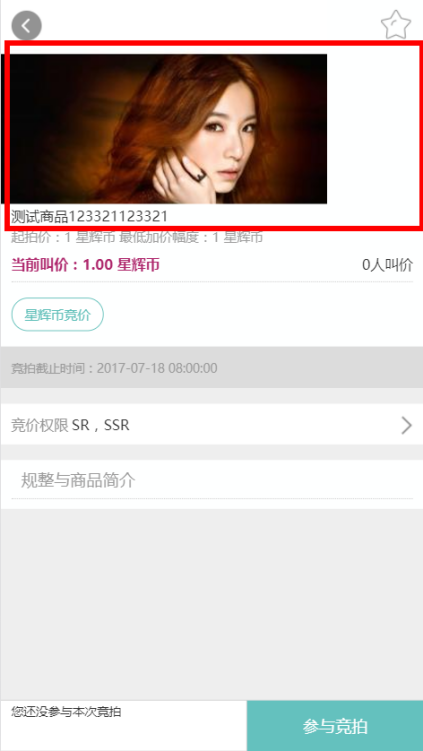 测试商品123321123321
起拍价：1 星辉币 最低加价幅度：1 星辉币
当前叫价：1.00 星辉币 0人叫价
星辉币竞价
竞拍截止时间：2017-07-18 08:00:00
竞价权限 SR，SSR
规整与商品简介
您还没参与本次竞拍
参与竞拍